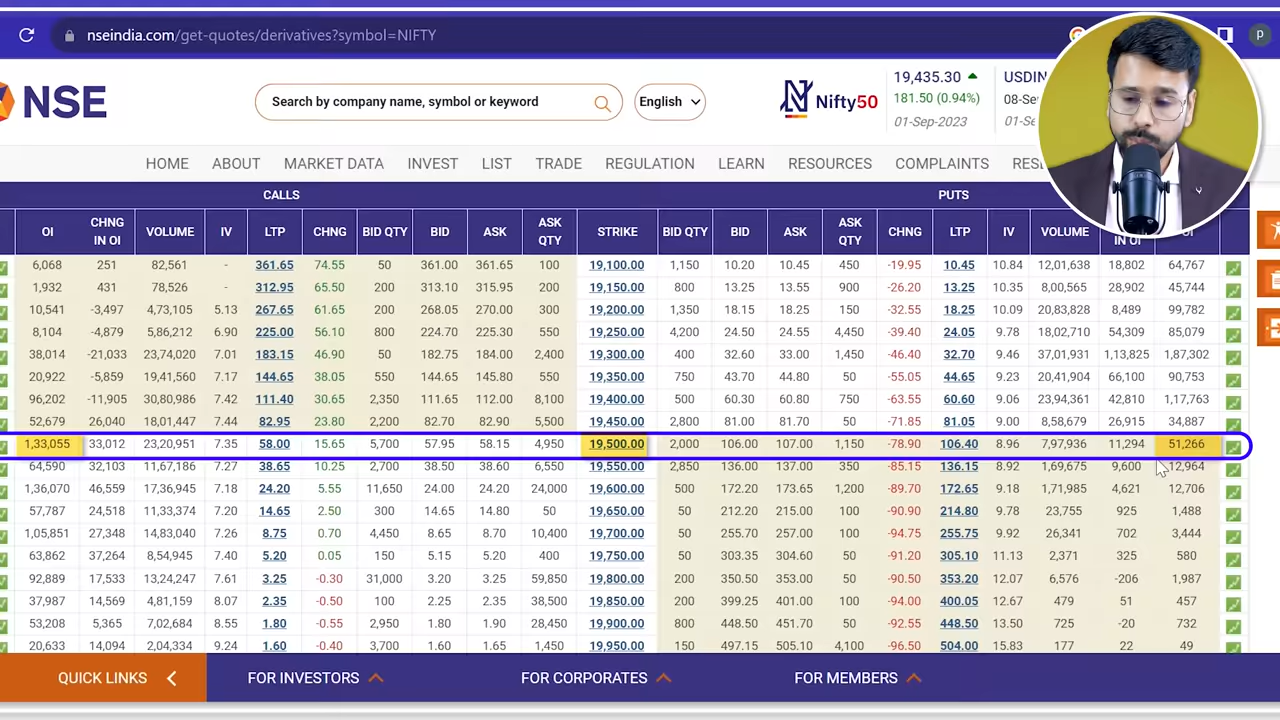 nseindia.com/get-quotes/derivatives?symbol=NIFTY
p
NSE
Search by company name, symbol or keyword
English
Nifty50
19,435.30
181.50 (0.94%)
01-Sep-2023
USDIN
08-Sep
01-Se
HOME ABOUT MARKET DATA INVEST LIST TRADE REGULATION LEARN RESOURCES COMPLAINTS RES
CALLS PUTS
OI CHNG IN OI VOLUME IV LTP CHNG BID QTY BID ASK ASK QTY STRIKE BID QTY BID ASK ASK QTY CHNG LTP IV VOLUME IN OI OI
6,068 251 82,561 - 361.65 74.55 50 361.00 361.65 100 19,100.00 1,150 10.20 10.45 450 -19.95 10.45 10.84 12,01,638 18,802 64,767
1,932 431 78,526 - 312.95 65.50 200 313.10 315.95 200 19,150.00 800 13.25 13.55 900 -26.20 13.25 10.35 8,00,565 28,902 45,744
10,541 -3,497 4,73,105 5.13 267.65 61.65 200 268.05 270.00 300 19,200.00 1,350 18.15 18.25 150 -32.55 18.25 10.09 20,83,828 8,489 99,782
8,104 -4,879 5,86,212 6.90 225.00 56.10 800 224.70 225.30 550 19,250.00 4,200 24.50 24.55 4,450 -39.40 24.05 9.78 18,02,710 54,309 85,079
38,014 -21,033 23,74,020 7.01 183.15 46.90 50 182.75 184.00 2,400 19,300.00 400 32.60 33.00 1,450 -46.40 32.70 9.46 37,01,931 1,13,825 1,87,302
20,922 -5,859 19,41,560 7.17 144.65 38.05 550 144.65 145.80 550 19,350.00 750 43.70 44.80 50 -55.05 44.65 9.23 20,41,904 66,100 90,753
96,202 -11,905 30,80,986 7.42 111.40 30.65 2,350 111.65 112.00 100 19,400.00 500 60.30 60.80 750 -63.55 60.60 9.06 23,94,361 42,810 1,17,763
52,679 26,040 18,01,447 7.44 82.95 23.80 2,200 82.70 82.90 5,500 19,450.00 2,800 81.00 81.70 50 -71.85 81.05 9.00 8,58,679 26,915 34,887
1,33,055 33,012 23,20,951 7.35 58.00 15.65 5,700 57.95 58.15 4,950 19,500.00 2,000 106.00 107.00 1,150 -78.90 106.40 8.96 7,97,936 11,294 51,266
64,590 32,103 11,67,186 7.27 38.65 10.25 2,700 38.50 38.60 6,550 19,550.00 2,850 136.00 137.00 350 -85.15 136.15 8.92 1,69,675 9,600 12,964
1,36,070 46,559 17,36,945 7.18 24.20 5.55 11,650 24.00 24.20 24,000 19,600.00 500 172.20 173.65 1,200 -89.70 172.65 9.18 1,71,985 4,621 12,706
57,787 24,518 11,33,374 7.20 14.65 2.50 300 14.65 14.80 50 19,650.00 50 212.20 215.00 100 -90.90 214.80 9.78 23,755 925 1,488
1,05,851 27,348 14,83,040 7.26 8.75 0.70 4,450 8.65 8.70 10,400 19,700.00 50 255.70 257.00 100 -94.75 255.75 9.92 26,341 702 3,444
63,862 37,264 8,54,945 7.40 5.20 0.05 150 5.15 5.20 400 19,750.00 50 303.35 304.60 50 -91.20 305.10 11.13 2,371 325 580
92,889 17,533 13,24,247 7.61 3.25 -0.30 31,000 3.20 3.25 59,850 19,800.00 200 350.50 353.00 50 -90.50 353.20 12.07 6,576 -206 1,987
37,987 14,569 4,81,159 8.07 2.35 -0.50 100 2.25 2.35 38,500 19,850.00 200 399.25 401.00 100 -94.00 400.05 12.67 479 51 457
53,208 5,365 7,02,684 8.55 1.80 -0.55 2,950 1.80 1.90 28,450 19,900.00 800 448.50 451.70 50 -92.55 448.50 13.50 725 -20 732
20,633 14,094 2,04,334 9.24 1.60 -0.40 3,700 1.60 1.65 1,450 19,950.00 150 497.15 505.10 4,100 -96.50 504.00 15.83 177 22 49
QUICK LINKS FOR INVESTORS FOR CORPORATES FOR MEMBERS